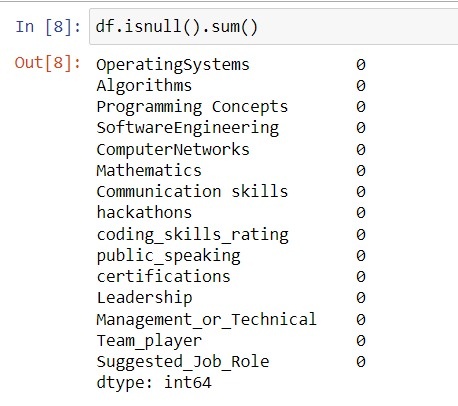 In [8]: df.isnull().sum()
Out[8]: OperatingSystems 0
Algorithms 0
Programming Concepts 0
SoftwareEngineering 0
ComputerNetworks 0
Mathematics 0
Communication skills 0
hackathons 0
coding_skills_rating 0
public_speaking 0
certifications 0
Leadership 0
Management_or_Technical 0
Team_player 0
Suggested_Job_Role 0
dtype: int64